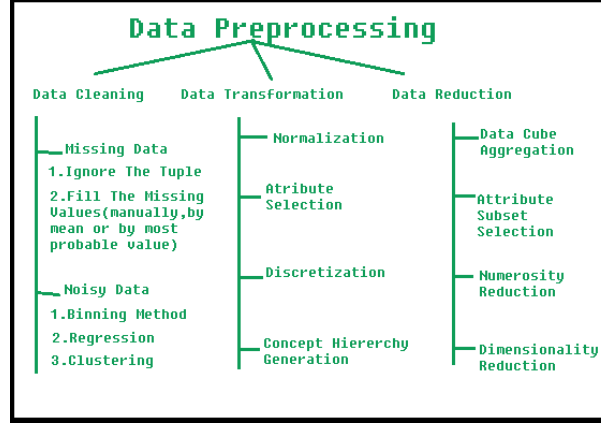 Data Preprocessing
Data Cleaning
Missing Data
1.Ignore The Tuple
2.Fill The Missing
Values(manually,by
mean or by most
probable value)
Noisy Data
1.Binning Method
2.Regression
3.Clustering
Data Transformation
Normalization
Atribute
Selection
Discretization
Concept Hiererchy
Generation
Data Reduction
Data Cube
Aggregation
Attribute
Subset
Selection
Numerosity
Reduction
Dimensionality
Reduction